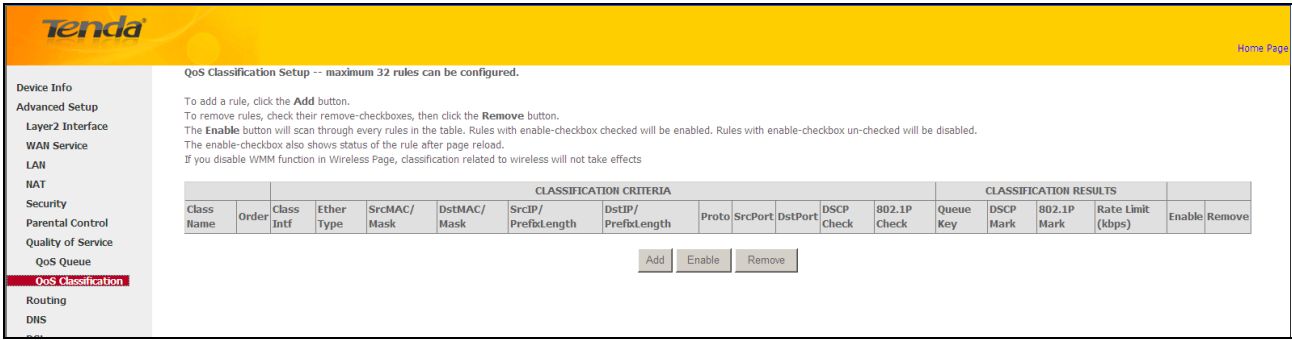 Tenda
Home Page
Device Info
Advanced Setup
Layer2 Interface
WAN Service
LAN
NAT
Security
Parental Control
Quality of Service
QoS Queue
QoS Classification
Routing
DNS
QoS Classification Setup -- maximum 32 rules can be configured.
To add a rule, click the Add button.
To remove rules, check their remove-checkboxes, then click the Remove button.
The Enable button will scan through every rules in the table. Rules with enable-checkbox checked will be enabled. Rules with enable-checkbox un-checked will be disabled.
The enable-checkbox also shows status of the rule after page reload.
If you disable WMM function in Wireless Page, classification related to wireless will not take effects
CLASSIFICATION CRITERIA CLASSIFICATION RESULTS
Class Class Ether SrcMAC/ DstMAC/ SrcIP/ DstIP/ DSCP 802.1P Queue DSCP 802.1P Rate Limit
Order Proto SrcPort DstPort Enable Remove
Name Intf Type Mask Mask PrefixLength PrefixLength Check Check Key Mark Mark (kbps)
Add Enable Remove